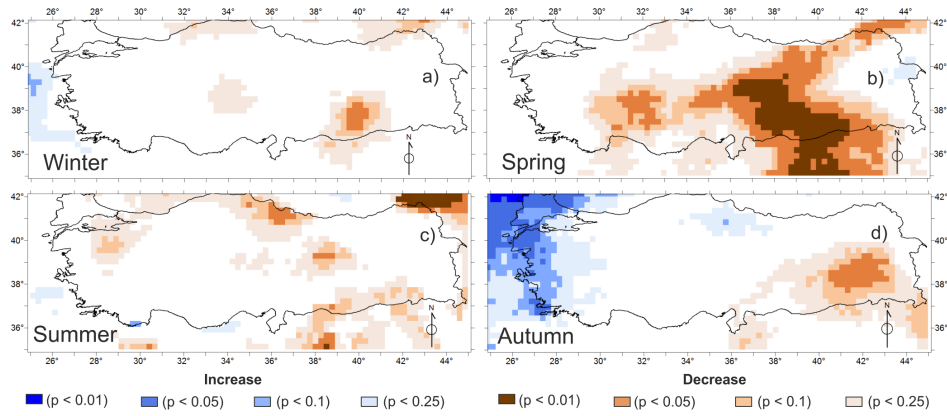 26° 28° 30° 32° 34° 36° 38° 40° 42° 44°
26° 28° 30° 32° 34° 36° 38° 40° 42° 44°
42° 42°
a) b)
40° 40°
38° 38°
N N
36° 36°
Winter Spring
42° 42°
c) d)
40° 40°
38° 38°
N N
36° 36°
Summer Autumn
26° 28° 30° 32° 34° 36° 38° 40° 42° 44°
26° 28° 30° 32° 34° 36° 38° 40° 42° 44°
Increase Decrease
(p < 0.01) (p < 0.05) (p < 0.1) (p < 0.25)
(p < 0.01) (p < 0.05) (p < 0.1) (p < 0.25)